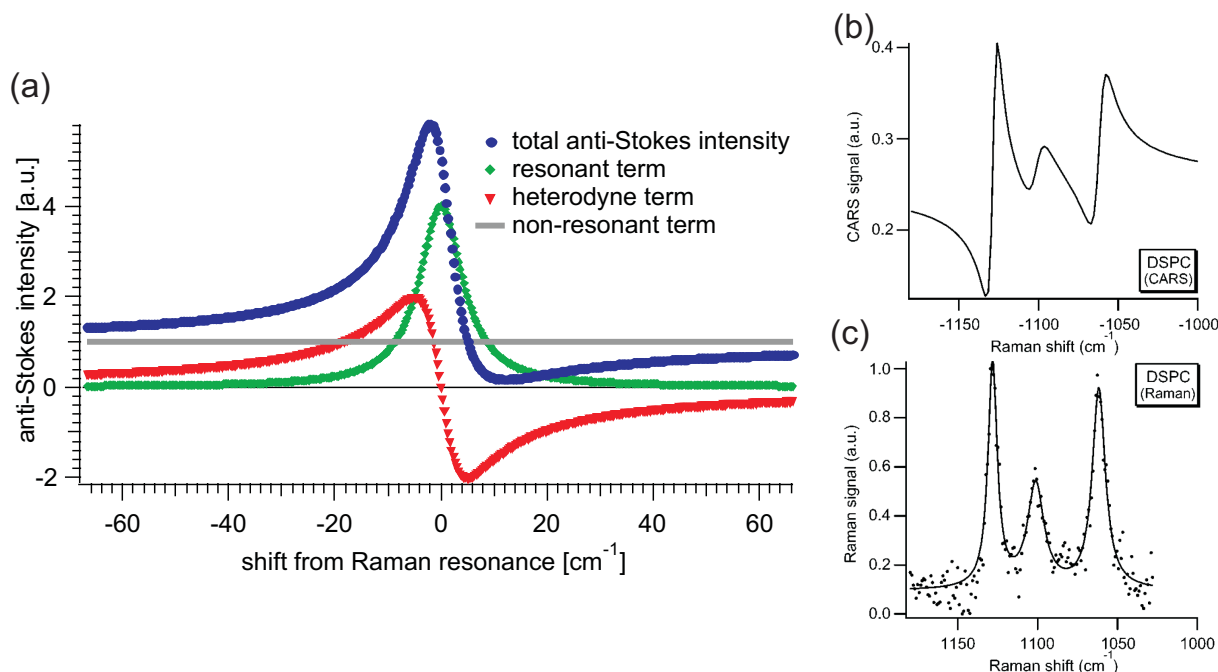 (a)
anti-Stokes intensity [a.u.]
4
2
0
-2
total anti-Stokes intensity
resonant term
heterodyne term
non-resonant term
-60 -40 -20 0 20 40 60
shift from Raman resonance [cm-1]
(b)
CARS signal (a.u.)
0.4
0.3
0.2
DSPC
(CARS)
-1150 -1100 -1050 -1000
Raman shift (cm-1)
(c)
Raman signal (a.u.)
1.0
0.8
0.6
0.4
0.2
0.0
DSPC
(Raman)
1150 1100 1050 1000
Raman shift (cm-1)